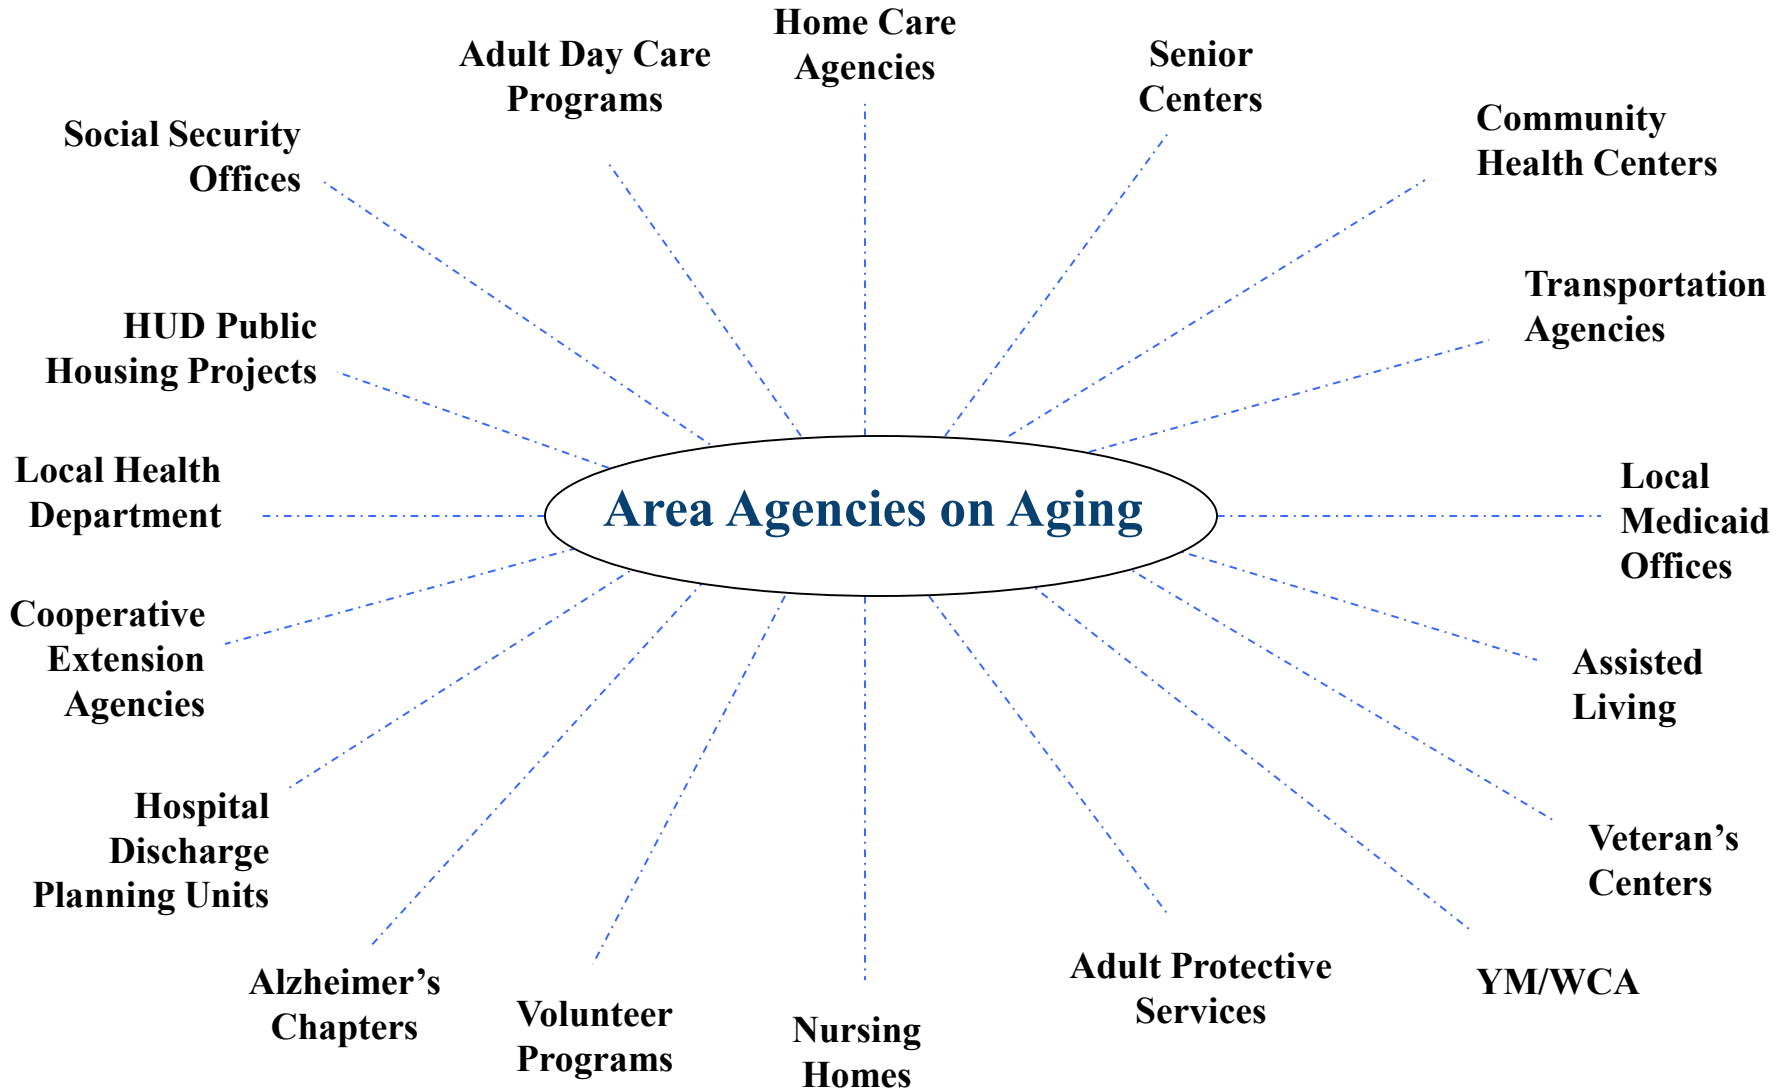 Home Care
Agencies
Adult Day Care
Programs
Senior
Centers
Social Security
Offices
Community
Health Centers
HUD Public
Housing Projects
Transportation
Agencies
Local Health
Department
Area Agencies on Aging
Local
Medicaid
Offices
Cooperative
Extension
Agencies
Assisted
Living
Hospital
Discharge
Planning Units
Veteran’s
Centers
Alzheimer’s
Chapters
Volunteer
Programs
Nursing
Homes
Adult Protective
Services
YM/WCA